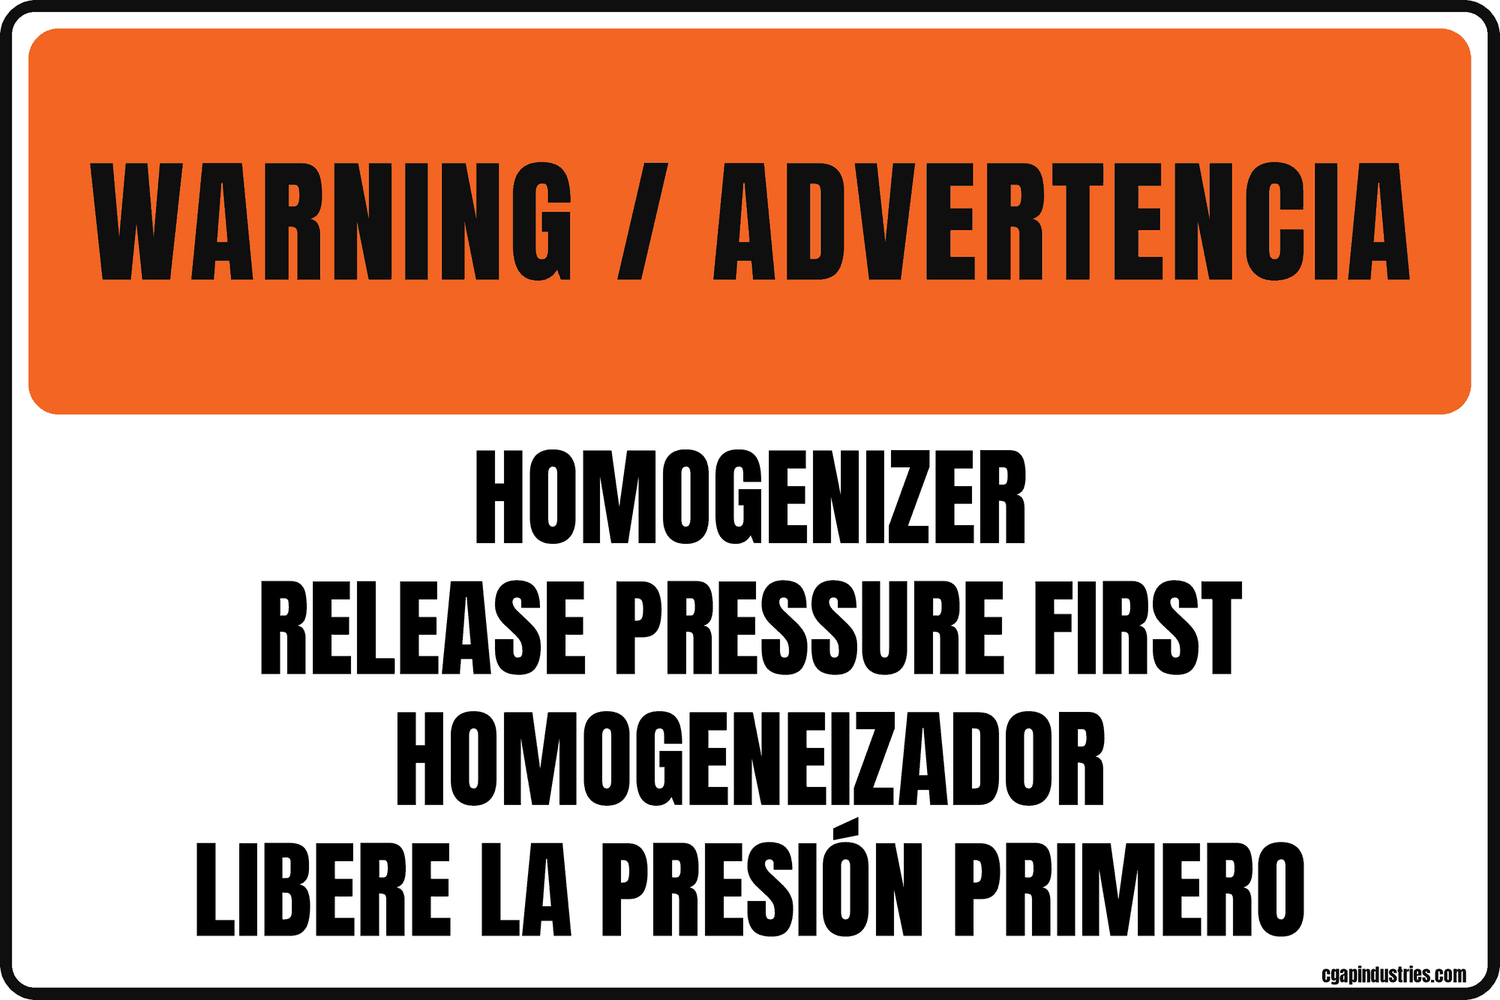 WARNING / ADVERTENCIA
HOMOGENIZER
RELEASE PRESSURE FIRST
HOMOGENEIZADOR
LIBERE LA PRESIÓN PRIMERO
cgapindustries.com